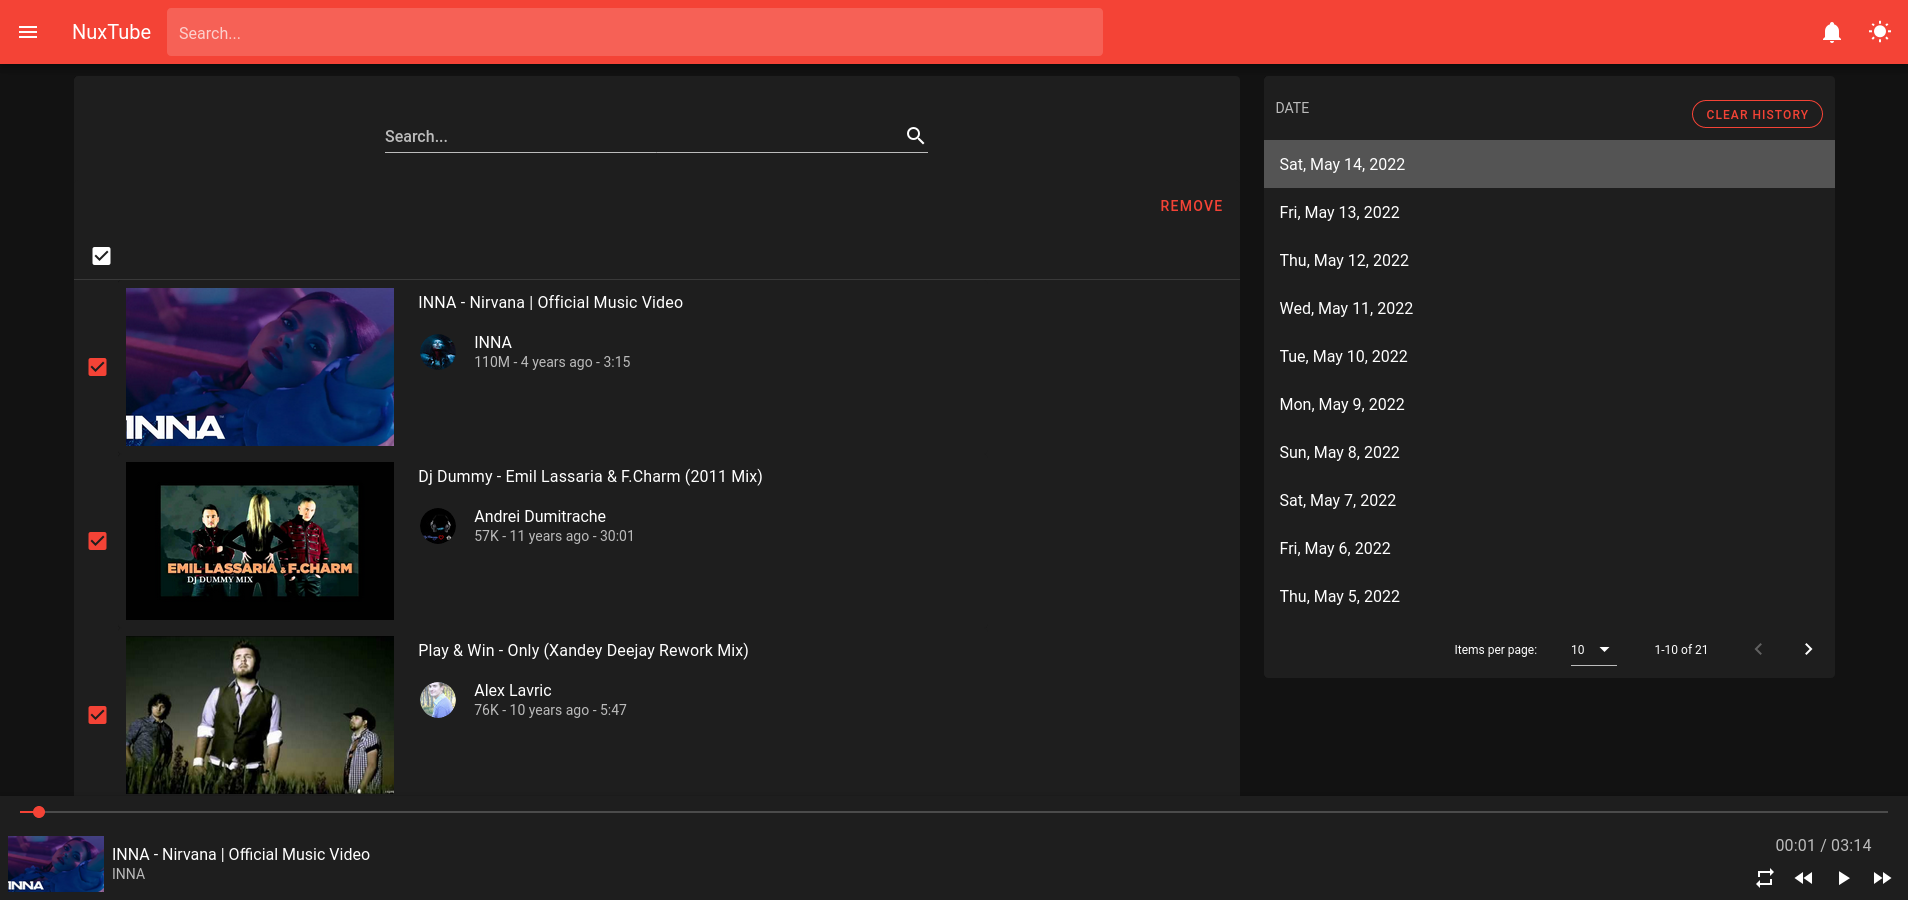 NuxTube
Search...
Search...
REMOVE
INNA - Nirvana | Official Music Video
INNA
110M - 4 years ago - 3:15
INNA
Dj Dummy - Emil Lassaria & F.Charm (2011 Mix)
Andrei Dumitrache
57K - 11 years ago - 30:01
EMIL LASSARIA & F.CHARM
DJ DUMMY MIX
Play & Win - Only (Xandey Deejay Rework Mix)
Alex Lavric
76K - 10 years ago - 5:47
DATE
CLEAR HISTORY
Sat, May 14, 2022
Fri, May 13, 2022
Thu, May 12, 2022
Wed, May 11, 2022
Tue, May 10, 2022
Mon, May 9, 2022
Sun, May 8, 2022
Sat, May 7, 2022
Fri, May 6, 2022
Thu, May 5, 2022
Items per page: 10 1-10 of 21
INNA - Nirvana | Official Music Video
INNA
INNA
00:01 / 03:14